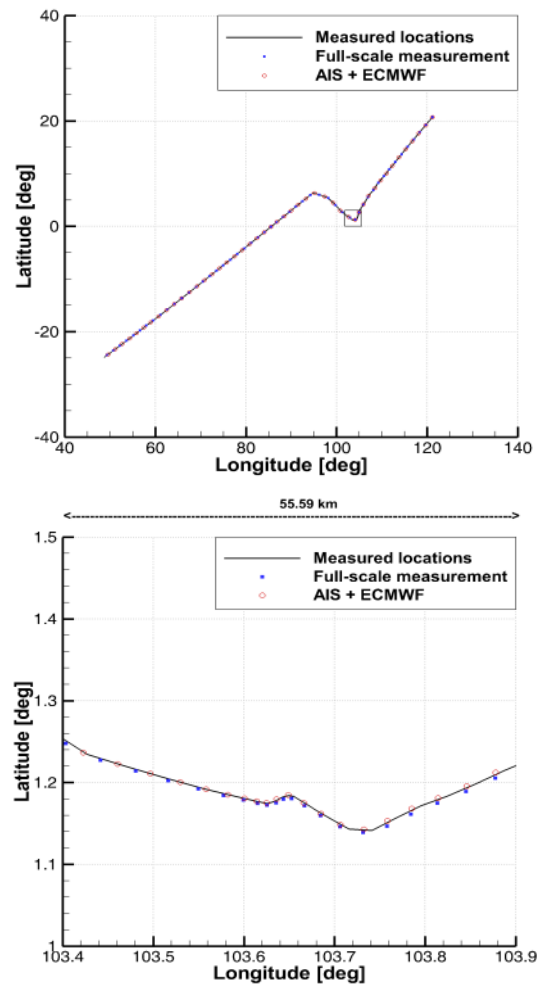 40
Measured locations
Full-scale measurement
AIS + ECMWF
20
Latitude [deg]
0
-20
-40
40 60 80 100 120 140
Longitude [deg]
55.59 km
1.5
Measured locations
Full-scale measurement
AIS + ECMWF
1.4
1.3
Latitude [deg]
1.2
1.1
1
103.4 103.5 103.6 103.7 103.8 103.9
Longitude [deg]